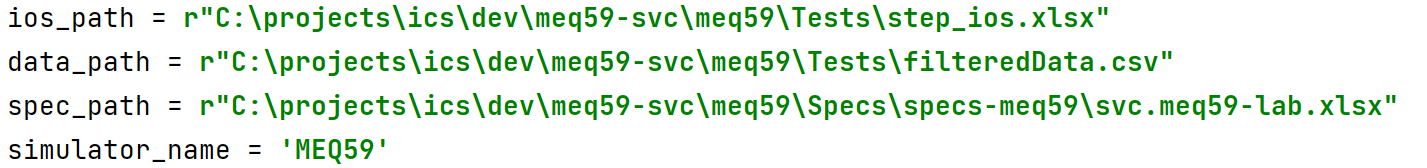 ios_path = r"C:\projects\ics\dev\meq59-svc\meq59\Tests\step_ios.xlsx"
data_path = r"C:\projects\ics\dev\meq59-svc\meq59\Tests\filteredData.csv"
spec_path = r"C:\projects\ics\dev\meq59-svc\meq59\Specs\specs-meq59\svc.meq59-lab.xlsx"
simulator_name = 'MEQ59'